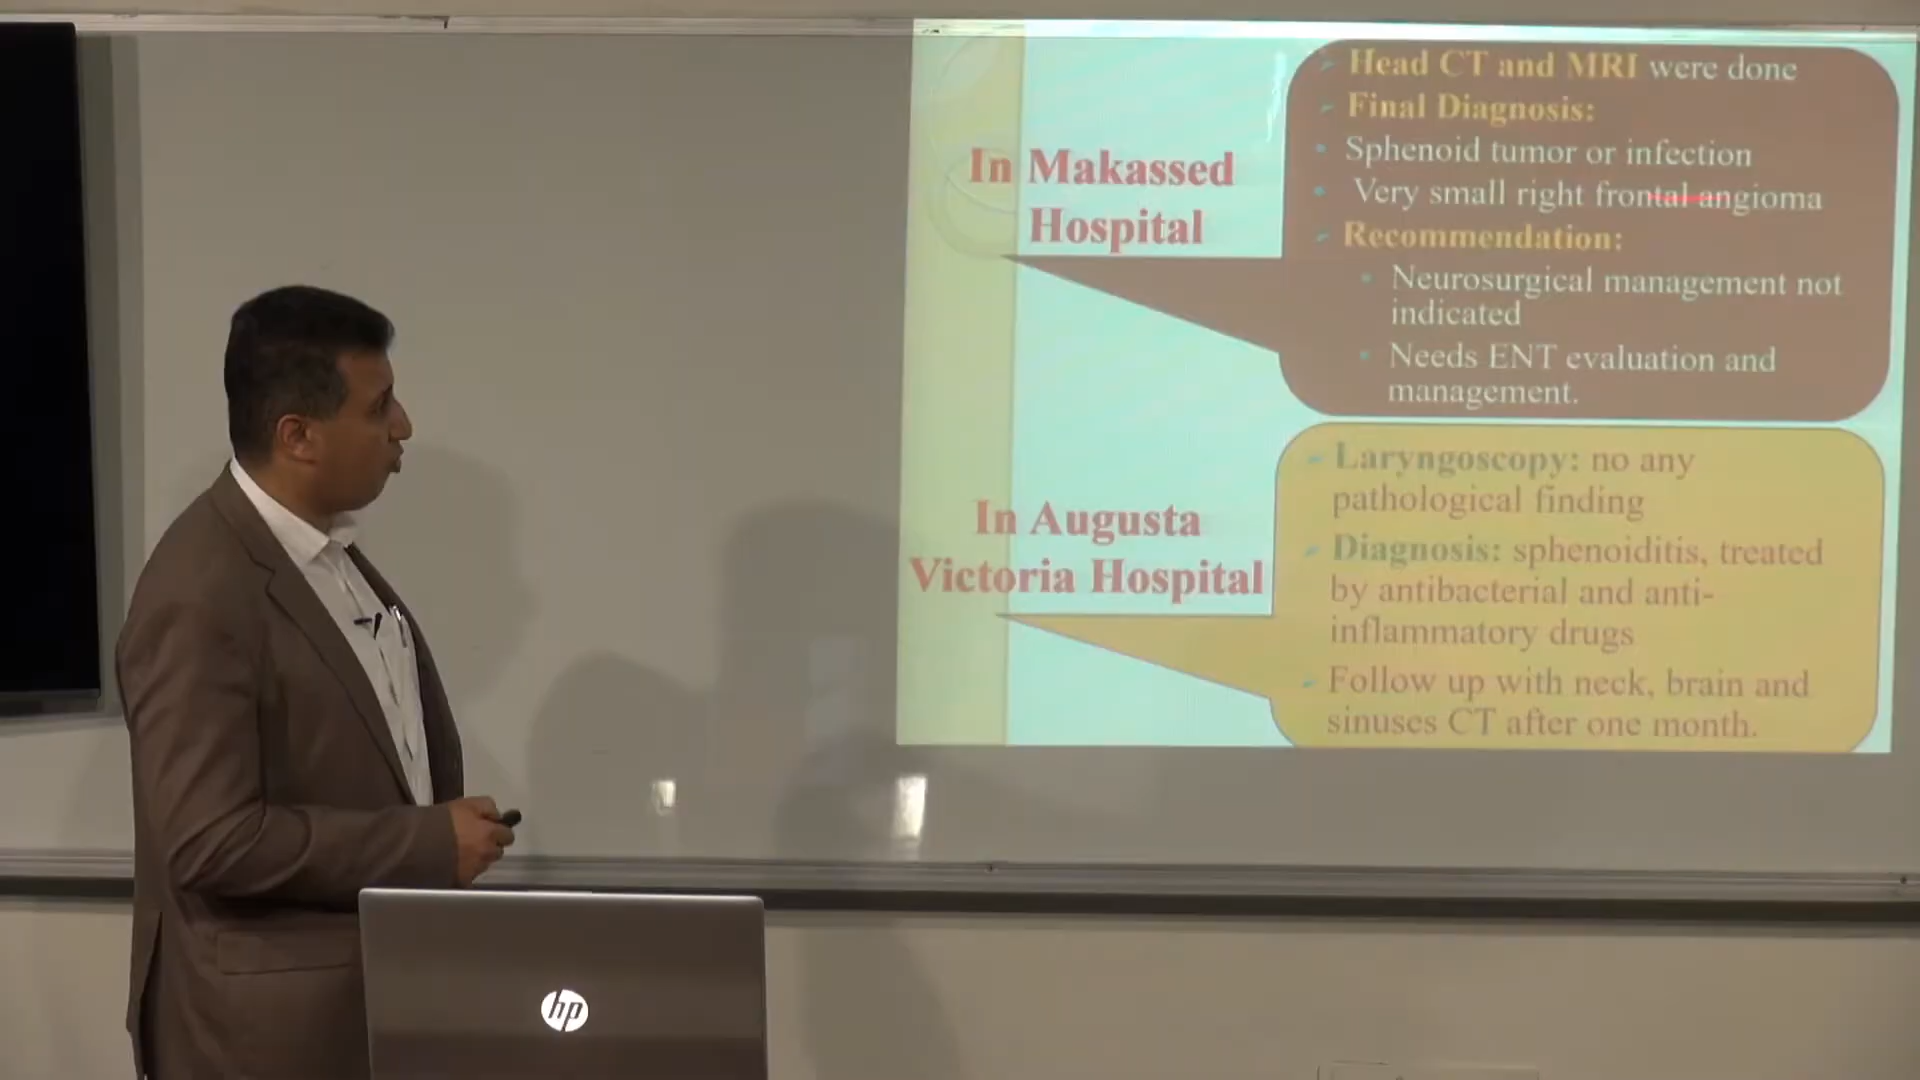 In Makassed
Hospital
Head CT and MRI were done
Final Diagnosis:
Sphenoid tumor or infection
Very small right frontal angioma
Recommendation:
Neurosurgical management not
indicated
Needs ENT evaluation and
management.
In Augusta
Victoria Hospital
Laryngoscopy: no any
pathological finding
Diagnosis: sphenoiditis, treated
by antibacterial and anti-
inflammatory drugs
Follow up with neck, brain and
sinuses CT after one month.
hp